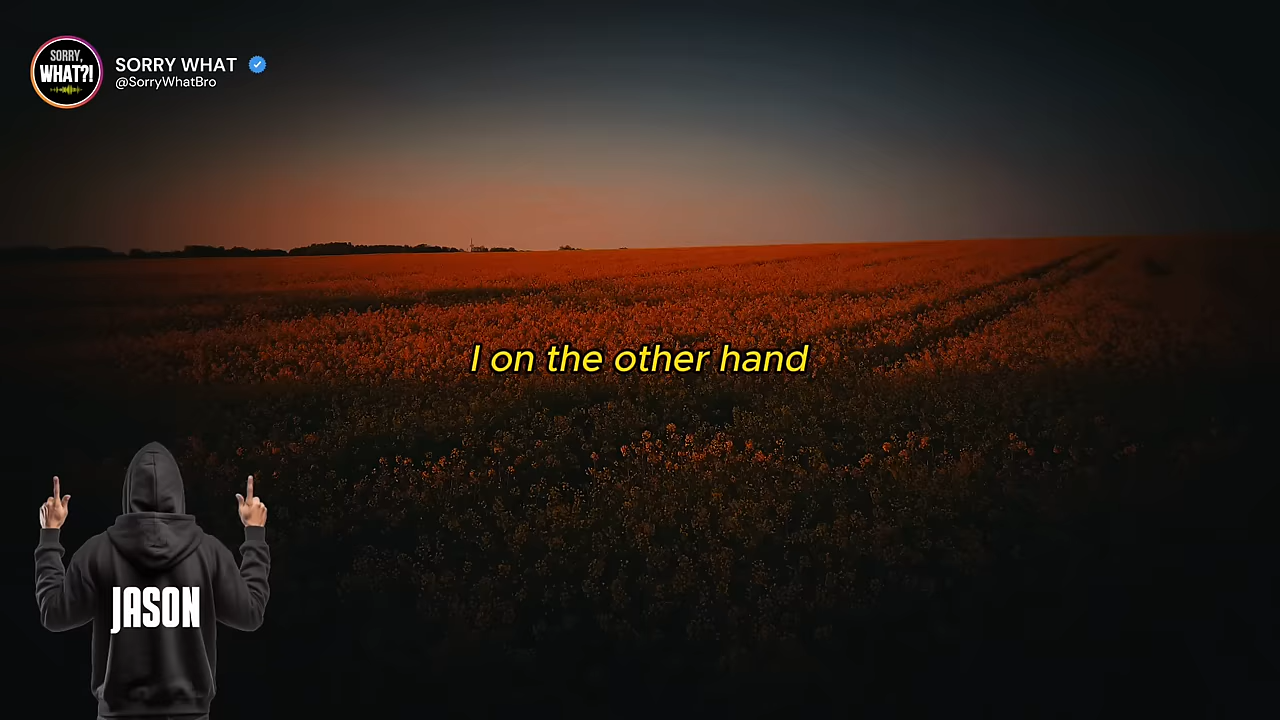 SORRY,
WHAT?!
SORRY WHAT
@SorryWhatBro
I on the other hand
JASON